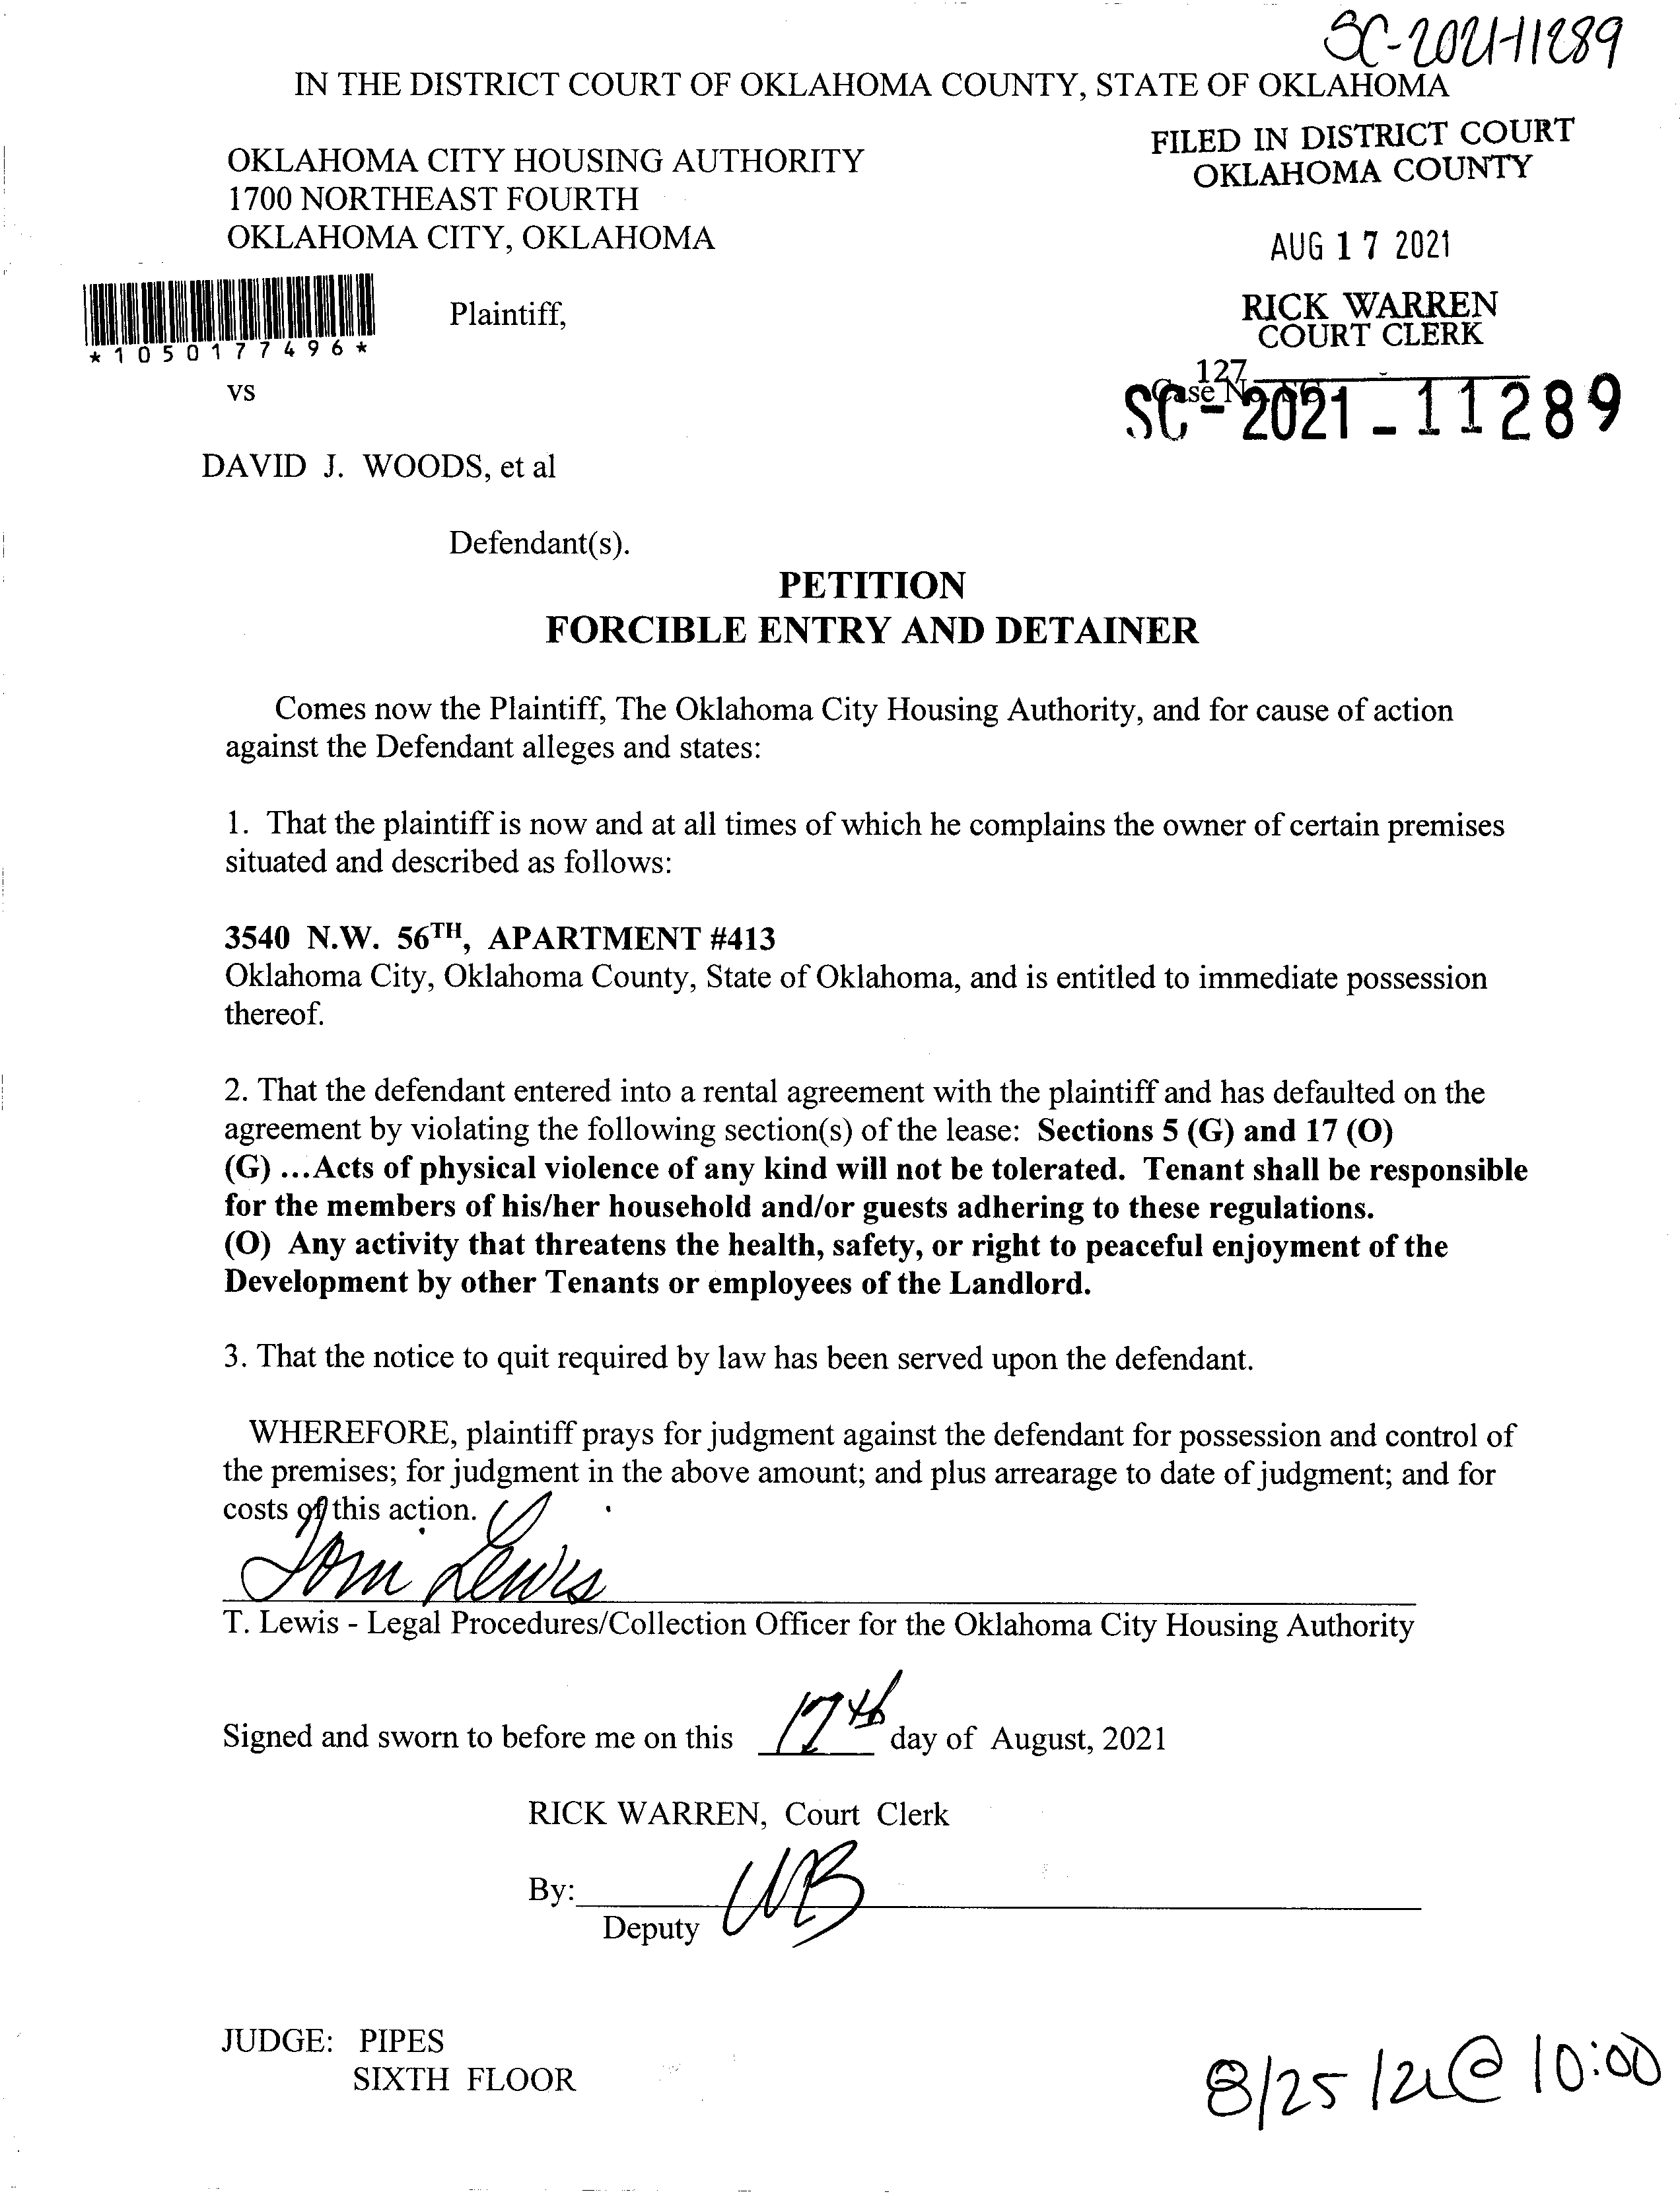 SC-2021-11289
IN THE DISTRICT COURT OF OKLAHOMA COUNTY, STATE OF OKLAHOMA
FILED IN DISTRICT COURT
OKLAHOMA COUNTY
OKLAHOMA CITY HOUSING AUTHORITY
1700 NORTHEAST FOURTH
OKLAHOMA CITY, OKLAHOMA
AUG 17 2021
RICK WARREN
COURT CLERK
*1050177496*
Plaintiff,
127
Case No. SC
SC-2021-11289
vs
DAVID J. WOODS, et al
Defendant(s).
PETITION
FORCIBLE ENTRY AND DETAINER
Comes now the Plaintiff, The Oklahoma City Housing Authority, and for cause of action
against the Defendant alleges and states:
1. That the plaintiff is now and at all times of which he complains the owner of certain premises
situated and described as follows:
3540 N.W. 56TH, APARTMENT #413
Oklahoma City, Oklahoma County, State of Oklahoma, and is entitled to immediate possession
thereof.
2. That the defendant entered into a rental agreement with the plaintiff and has defaulted on the
agreement by violating the following section(s) of the lease: Sections 5 (G) and 17 (O)
(G) ...Acts of physical violence of any kind will not be tolerated. Tenant shall be responsible
for the members of his/her household and/or guests adhering to these regulations.
(O) Any activity that threatens the health, safety, or right to peaceful enjoyment of the
Development by other Tenants or employees of the Landlord.
3. That the notice to quit required by law has been served upon the defendant.
WHEREFORE, plaintiff prays for judgment against the defendant for possession and control of
the premises; for judgment in the above amount; and plus arrearage to date of judgment; and for
costs of this action.
Tom Lewis
T. Lewis - Legal Procedures/Collection Officer for the Oklahoma City Housing Authority
Signed and sworn to before me on this 17th day of August, 2021
RICK WARREN, Court Clerk
By:
Deputy
JUDGE: PIPES
SIXTH FLOOR
8/25/21@10:00